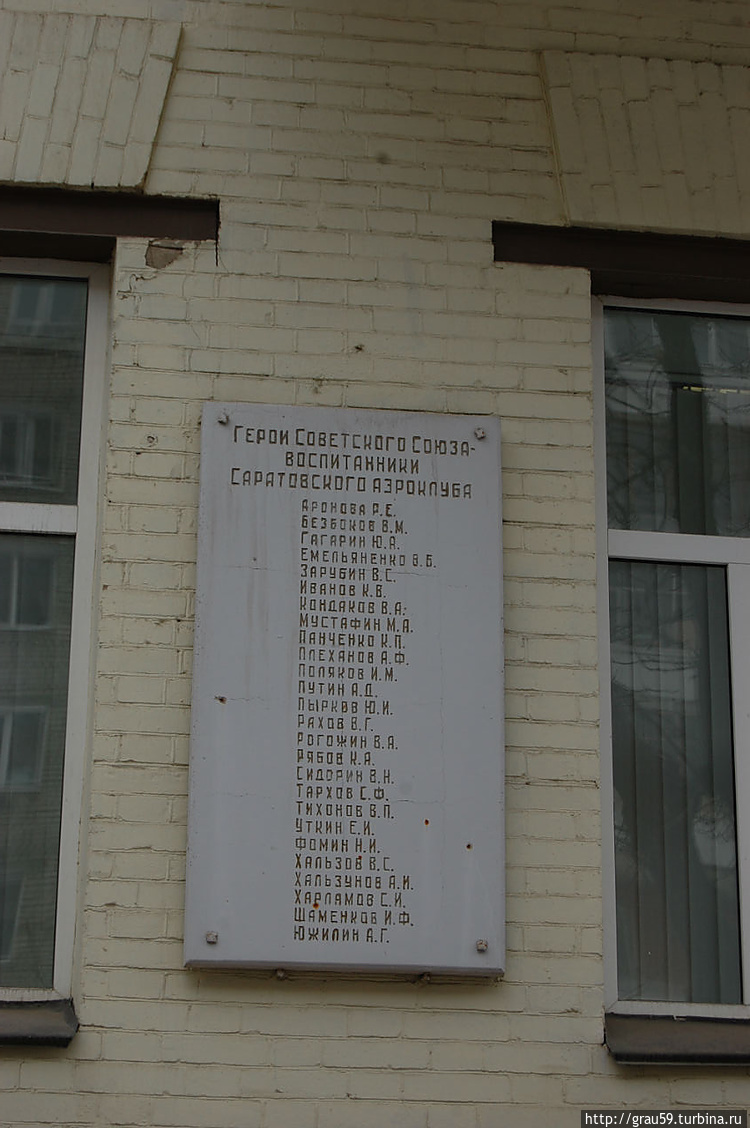 Герои Советского Союза-
воспитанники
Саратовского аэроклуба
Аронова Р.Е.
Безбоков В.М.
Гагарин Ю.А.
Емельяненко В.Б.
Зарубин В.С.
Иванов К.В.
Кондаков В.А.
Мустафин М.А.
Панченко К.П.
Плеханов А.Ф.
Поляков И.М.
Путин А.Д.
Пырков Ю.И.
Рахов В.Г.
Рогожин В.А.
Рябов К.А.
Сидорин В.Н.
Тархов С.Ф.
Тихонов В.П.
Уткин Е.И.
Фомин Н.И.
Хальзов В.С.
Хальзунов А.И.
Харламов С.И.
Шаменков И.Ф.
Южилин А.Г.
http://grau59.turbina.ru